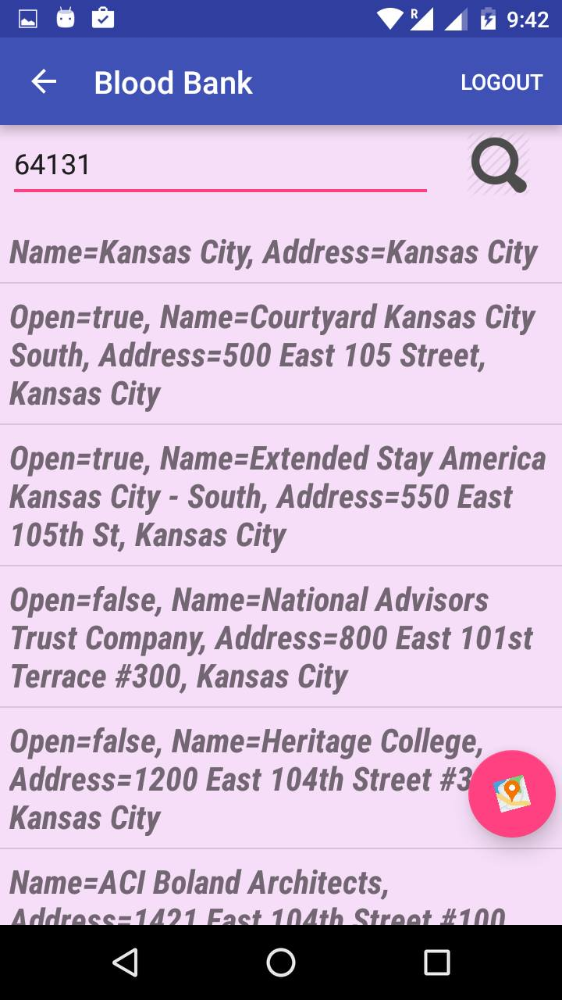 R 9:42
Blood Bank LOGOUT
64131
Name=Kansas City, Address=Kansas City
Open=true, Name=Courtyard Kansas City
South, Address=500 East 105 Street,
Kansas City
Open=true, Name=Extended Stay America
Kansas City - South, Address=550 East
105th St, Kansas City
Open=false, Name=National Advisors
Trust Company, Address=800 East 101st
Terrace #300, Kansas City
Open=false, Name=Heritage College,
Address=1200 East 104th Street #3
Kansas City
Name=ACI Boland Architects,
Address=1421 East 104th Street #100